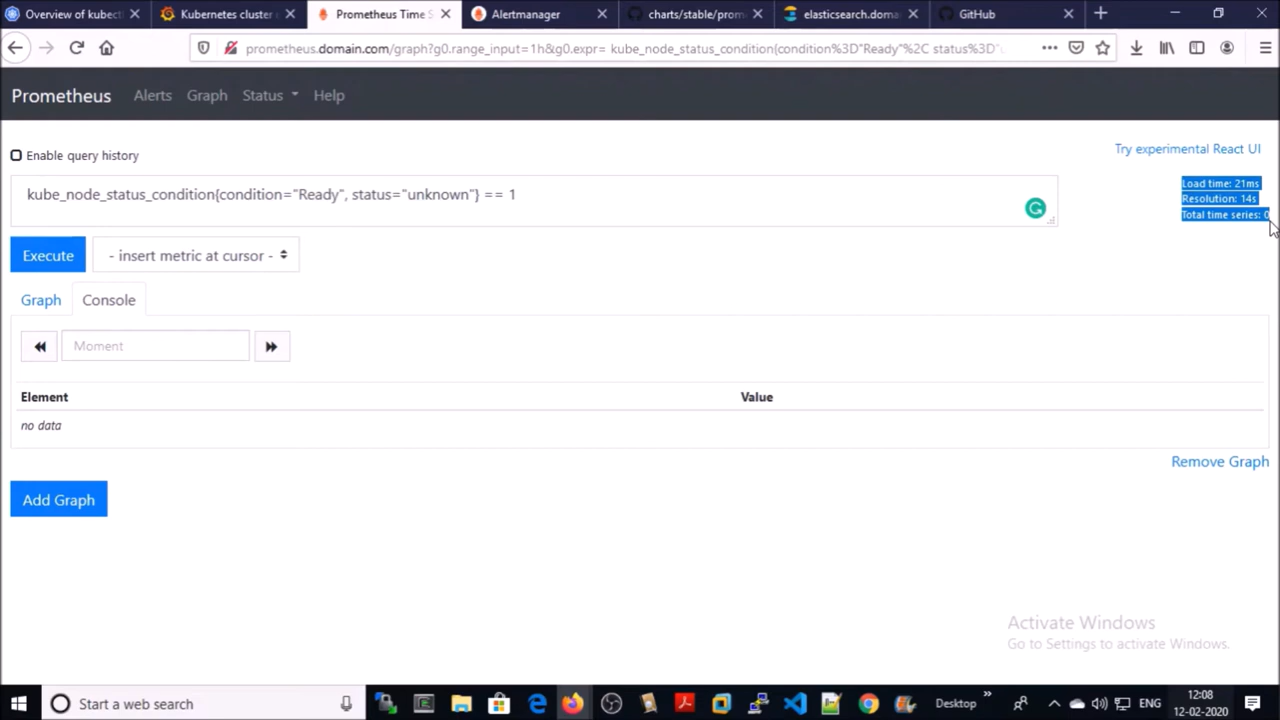 Overview of kubect
Kubernetes cluster
Prometheus Time S
Alertmanager
charts/stable/prom
elasticsearch.doma
GitHub
prometheus.domain.com/graph?g0.range_input=1h&g0.expr= kube_node_status_condition{condition%3D"Ready"%2C status%3D"
Prometheus Alerts Graph Status Help
Enable query history
Try experimental React UI
kube_node_status_condition{condition="Ready", status="unknown"} == 1
Load time: 21ms
Resolution: 14s
Total time series: 0
Execute
- insert metric at cursor -
Graph Console
Moment
Element Value
no data
Remove Graph
Add Graph
Activate Windows
Go to Settings to activate Windows.
Start a web search
Desktop
ENG
12:08
12-02-2020